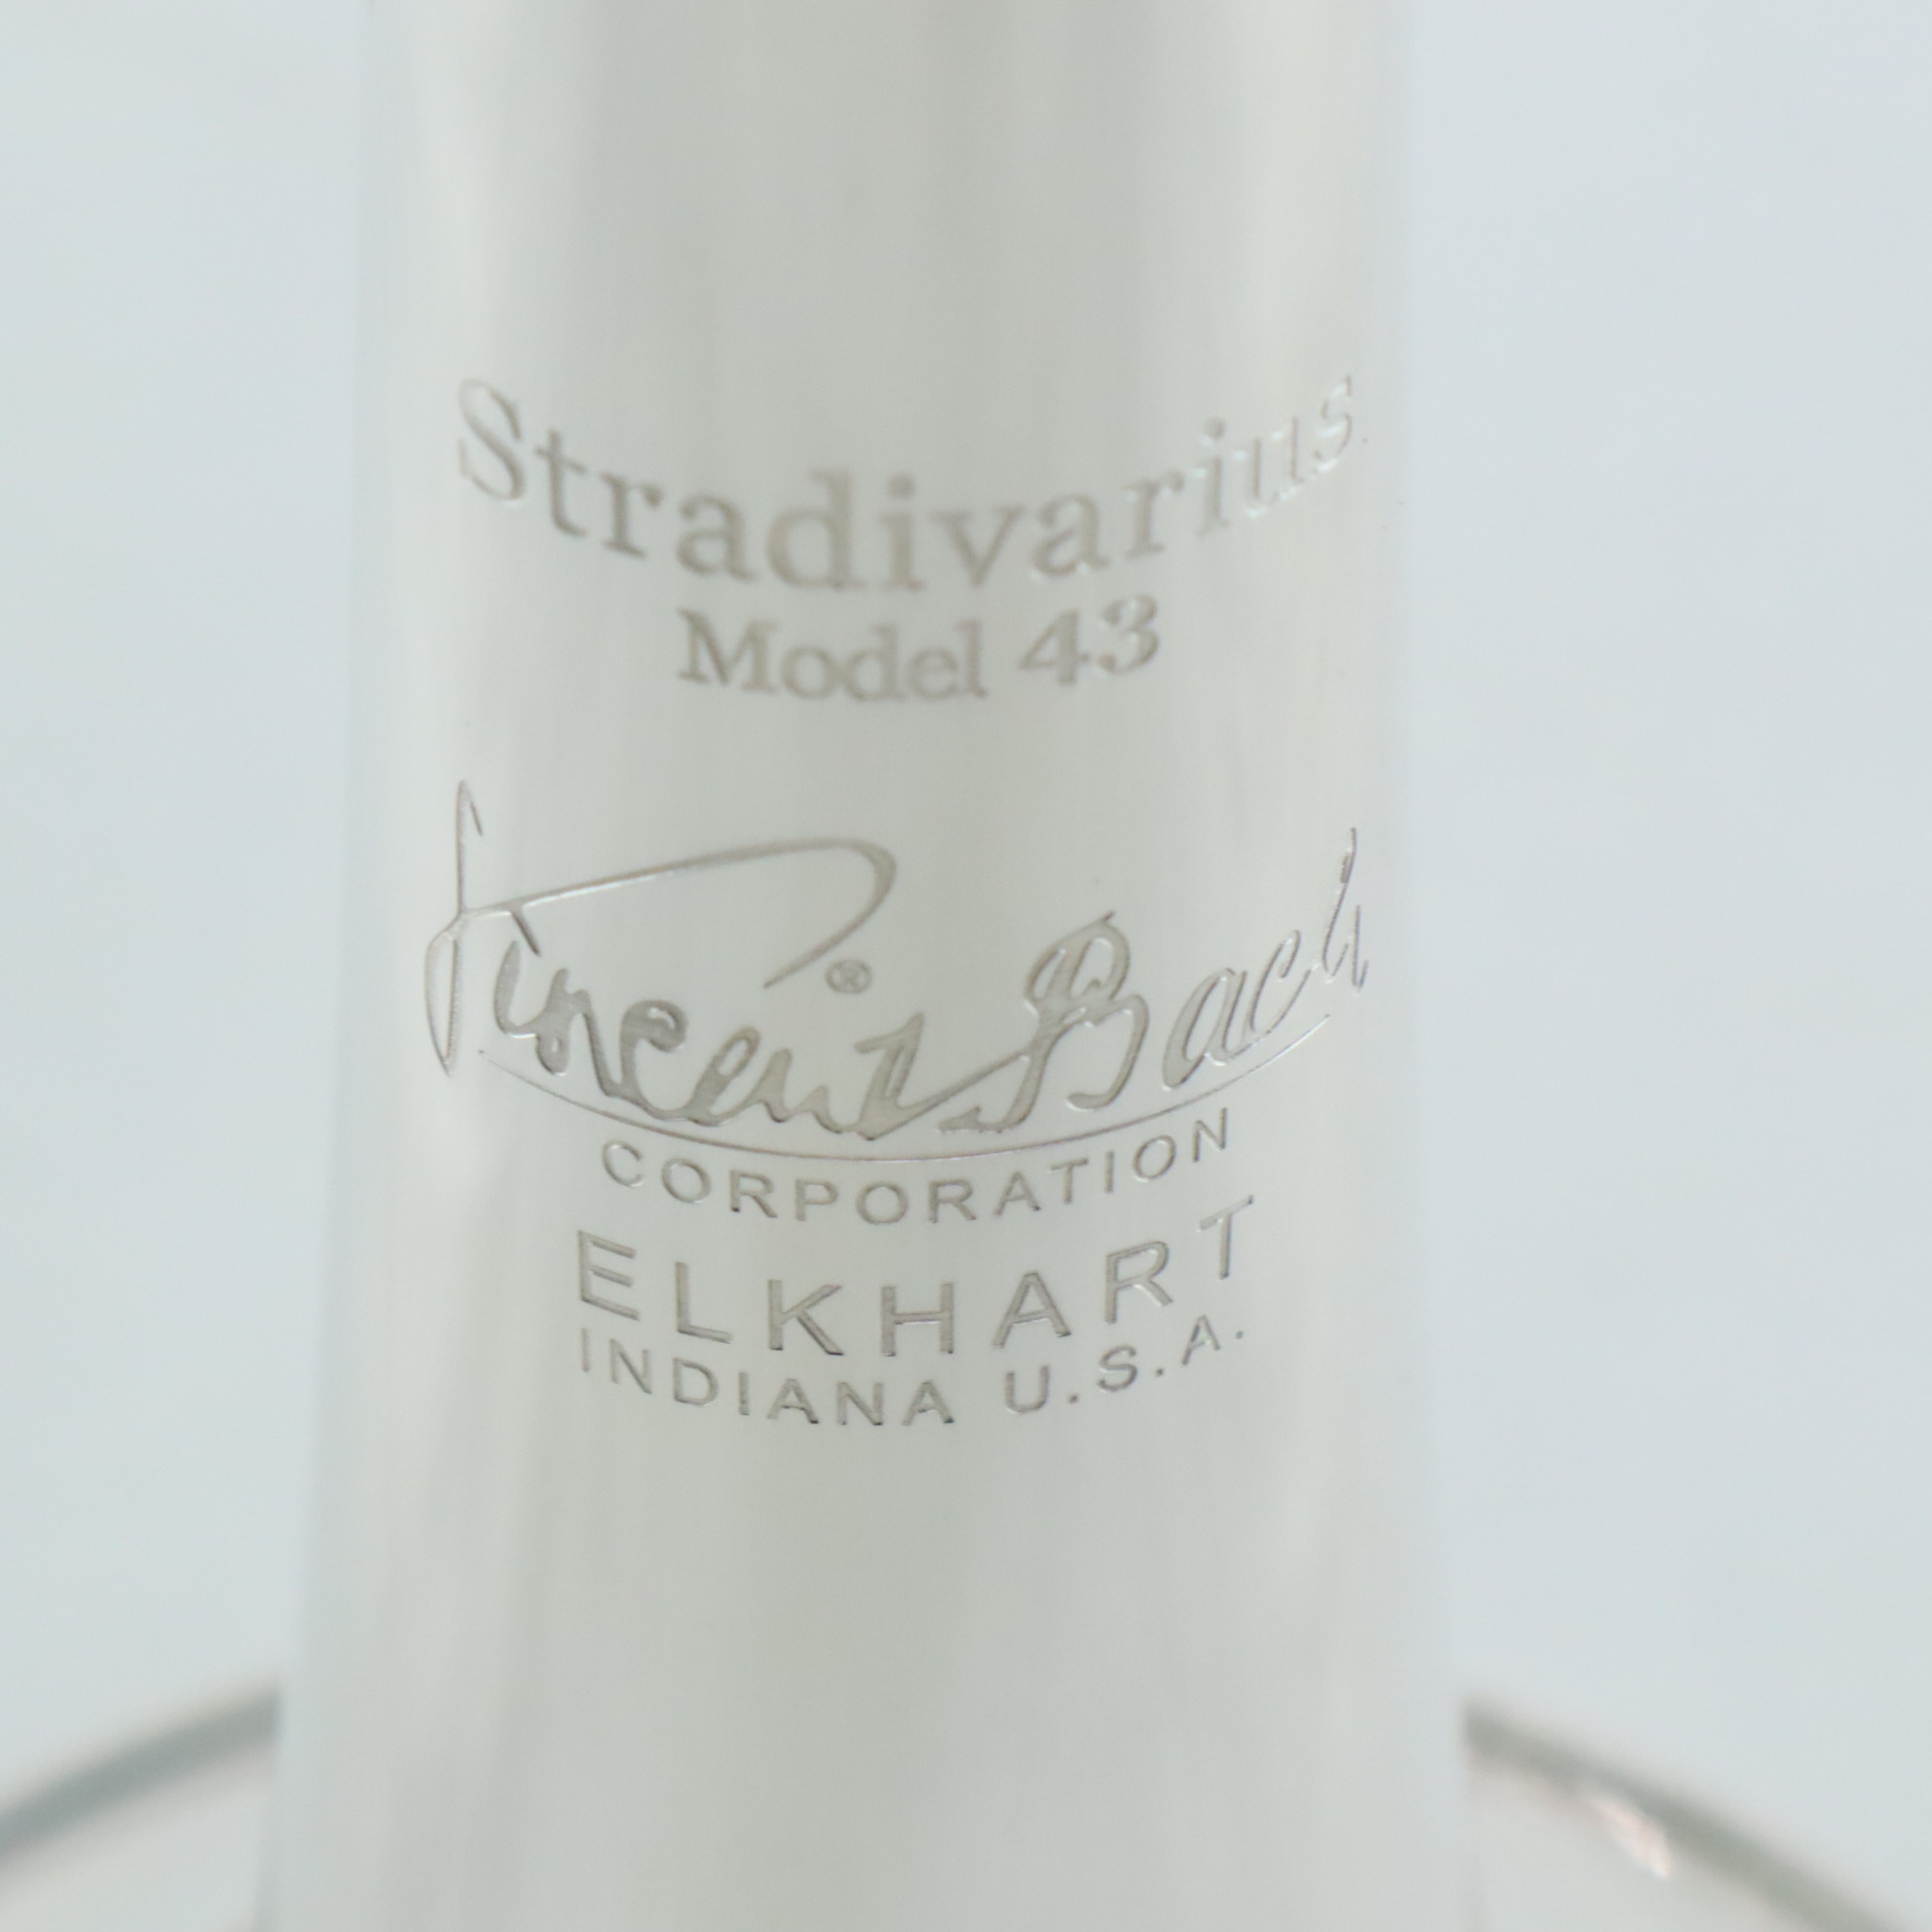 Stradivarius
Model 43
Vincent Bach ®
CORPORATION
ELKHART
INDIANA U.S.A.